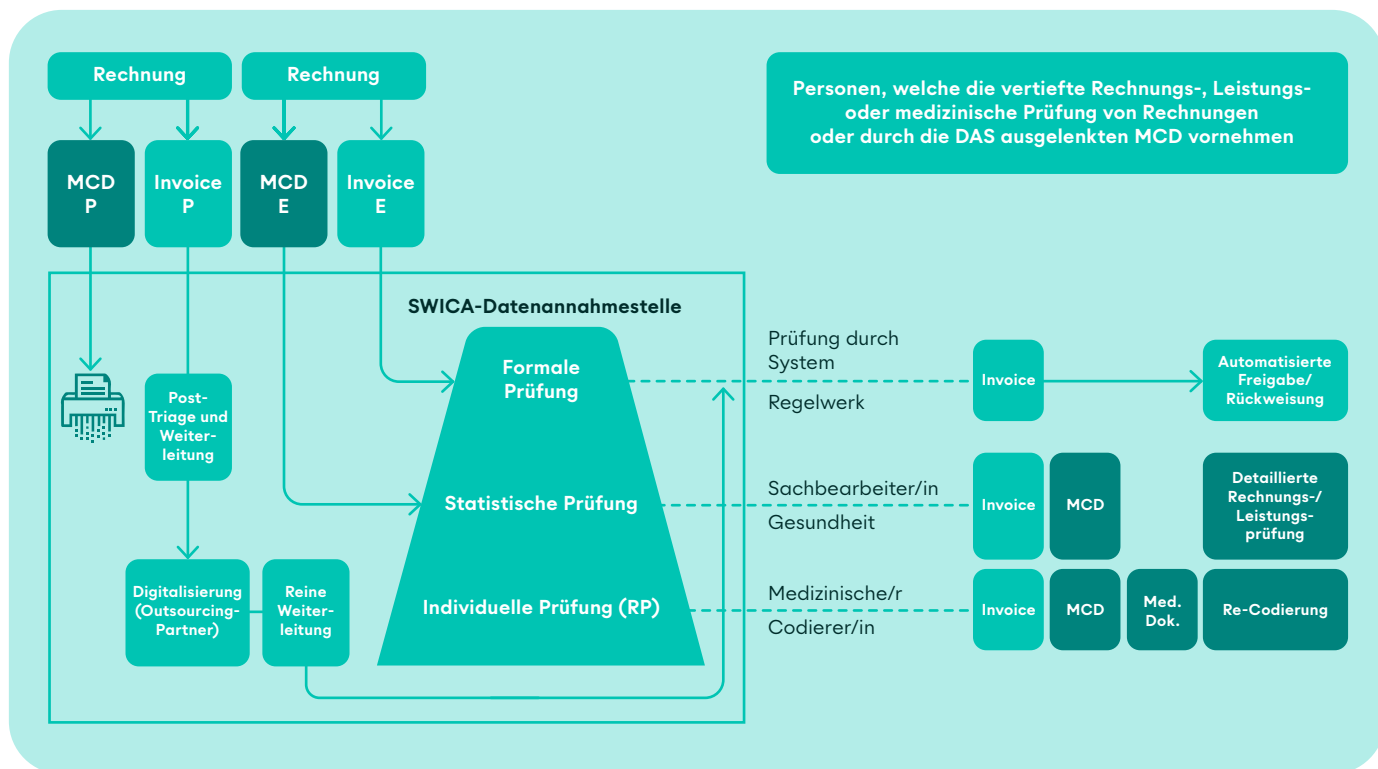 Rechnung
Rechnung
MCD
P
Invoice
P
MCD
E
Invoice
E
Personen, welche die vertiefte Rechnungs-, Leistungs-
oder medizinische Prüfung von Rechnungen
oder durch die DAS ausgelenkten MCD vornehmen
SWICA-Datenannahmestelle
Post-
Triage und
Weiter-
leitung
Digitalisierung
(Outsourcing-
Partner)
Reine
Weiter-
leitung
Formale
Prüfung
Statistische Prüfung
Individuelle Prüfung (RP)
Prüfung durch
System
Regelwerk
Invoice
Automatisierte
Freigabe/
Rückweisung
Sachbearbeiter/in
Gesundheit
Invoice
MCD
Detaillierte
Rechnungs-/
Leistungs-
prüfung
Medizinische/r
Codierer/in
Invoice
MCD
Med.
Dok.
Re-Codierung